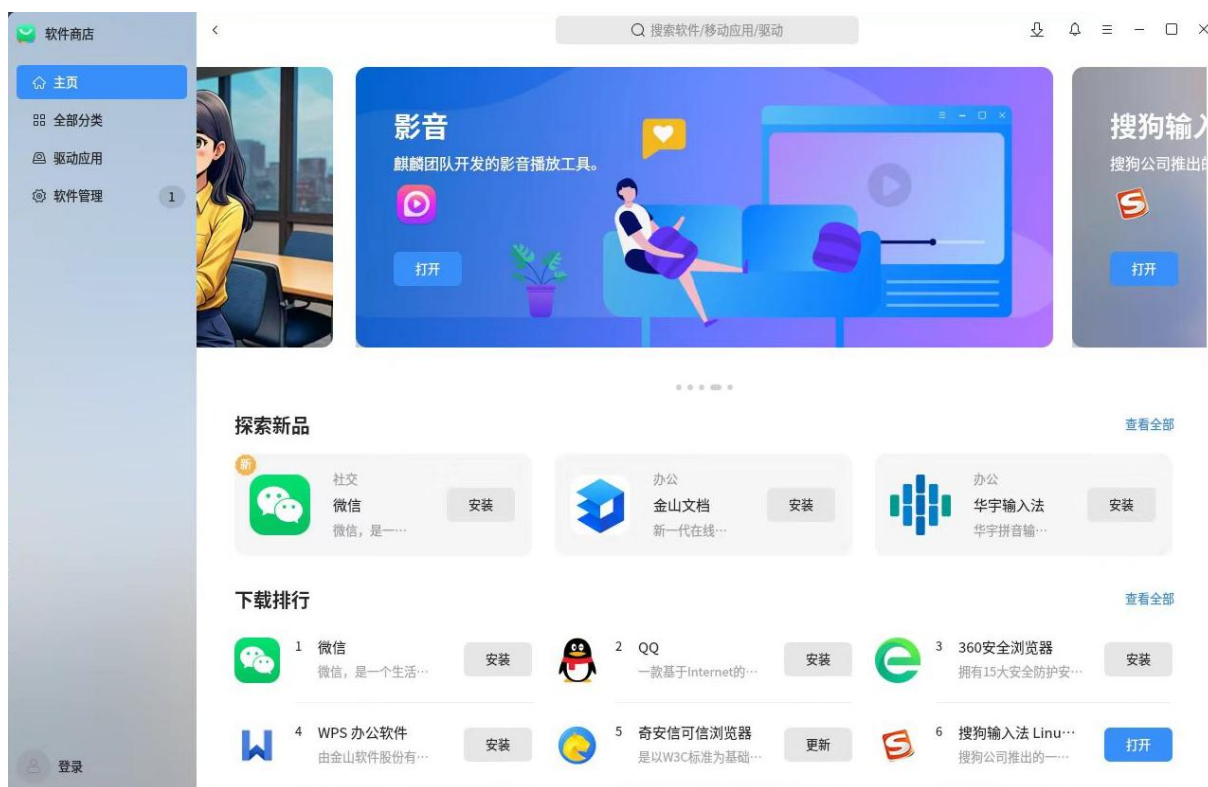 软件商店
搜索软件/移动应用/驱动
主页
全部分类
驱动应用
软件管理 1
登录
影音
麒麟团队开发的影音播放工具。
打开
搜狗输入
搜狗公司推出的
打开
探索新品
查看全部
新
社交
微信
微信，是一…
安装
办公
金山文档
新一代在线…
安装
办公
华宇输入法
华宇拼音输…
安装
下载排行
查看全部
1 微信
微信，是一个生活…
安装
2 QQ
一款基于Internet的…
安装
3 360安全浏览器
拥有15大安全防护安…
安装
4 WPS 办公软件
由金山软件股份有…
安装
5 奇安信可信浏览器
是以W3C标准为基础…
更新
6 搜狗输入法 Linu…
搜狗公司推出的一…
打开